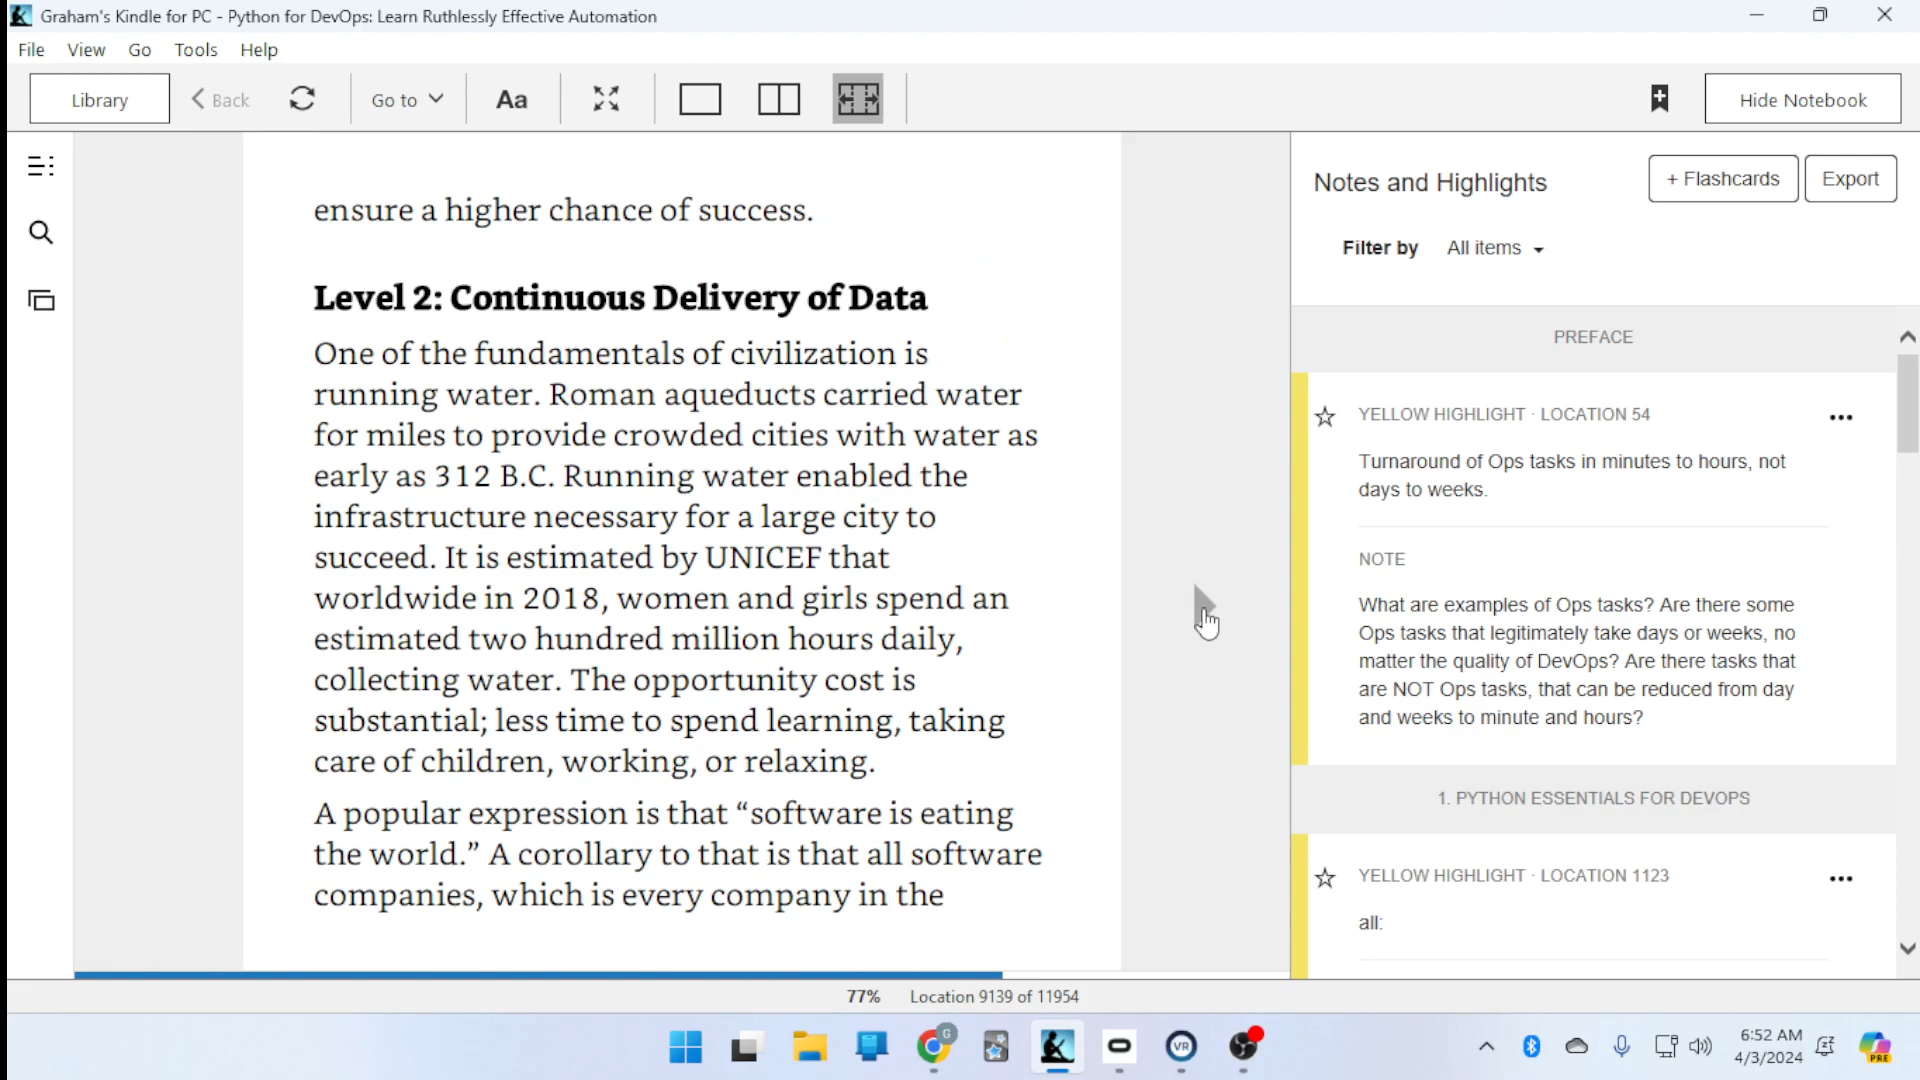 Graham's Kindle for PC - Python for DevOps: Learn Ruthlessly Effective Automation
File View Go Tools Help
Library Back Go to Aa Hide Notebook
ensure a higher chance of success.
Level 2: Continuous Delivery of Data
One of the fundamentals of civilization is
running water. Roman aqueducts carried water
for miles to provide crowded cities with water as
early as 312 B.C. Running water enabled the
infrastructure necessary for a large city to
succeed. It is estimated by UNICEF that
worldwide in 2018, women and girls spend an
estimated two hundred million hours daily,
collecting water. The opportunity cost is
substantial; less time to spend learning, taking
care of children, working, or relaxing.
A popular expression is that “software is eating
the world.” A corollary to that is that all software
companies, which is every company in the
Notes and Highlights + Flashcards Export
Filter by All items
PREFACE
YELLOW HIGHLIGHT · LOCATION 54
Turnaround of Ops tasks in minutes to hours, not
days to weeks.
NOTE
What are examples of Ops tasks? Are there some
Ops tasks that legitimately take days or weeks, no
matter the quality of DevOps? Are there tasks that
are NOT Ops tasks, that can be reduced from day
and weeks to minute and hours?
1. PYTHON ESSENTIALS FOR DEVOPS
YELLOW HIGHLIGHT · LOCATION 1123
all:
77% Location 9139 of 11954
G
VR
6:52 AM
4/3/2024
PRE